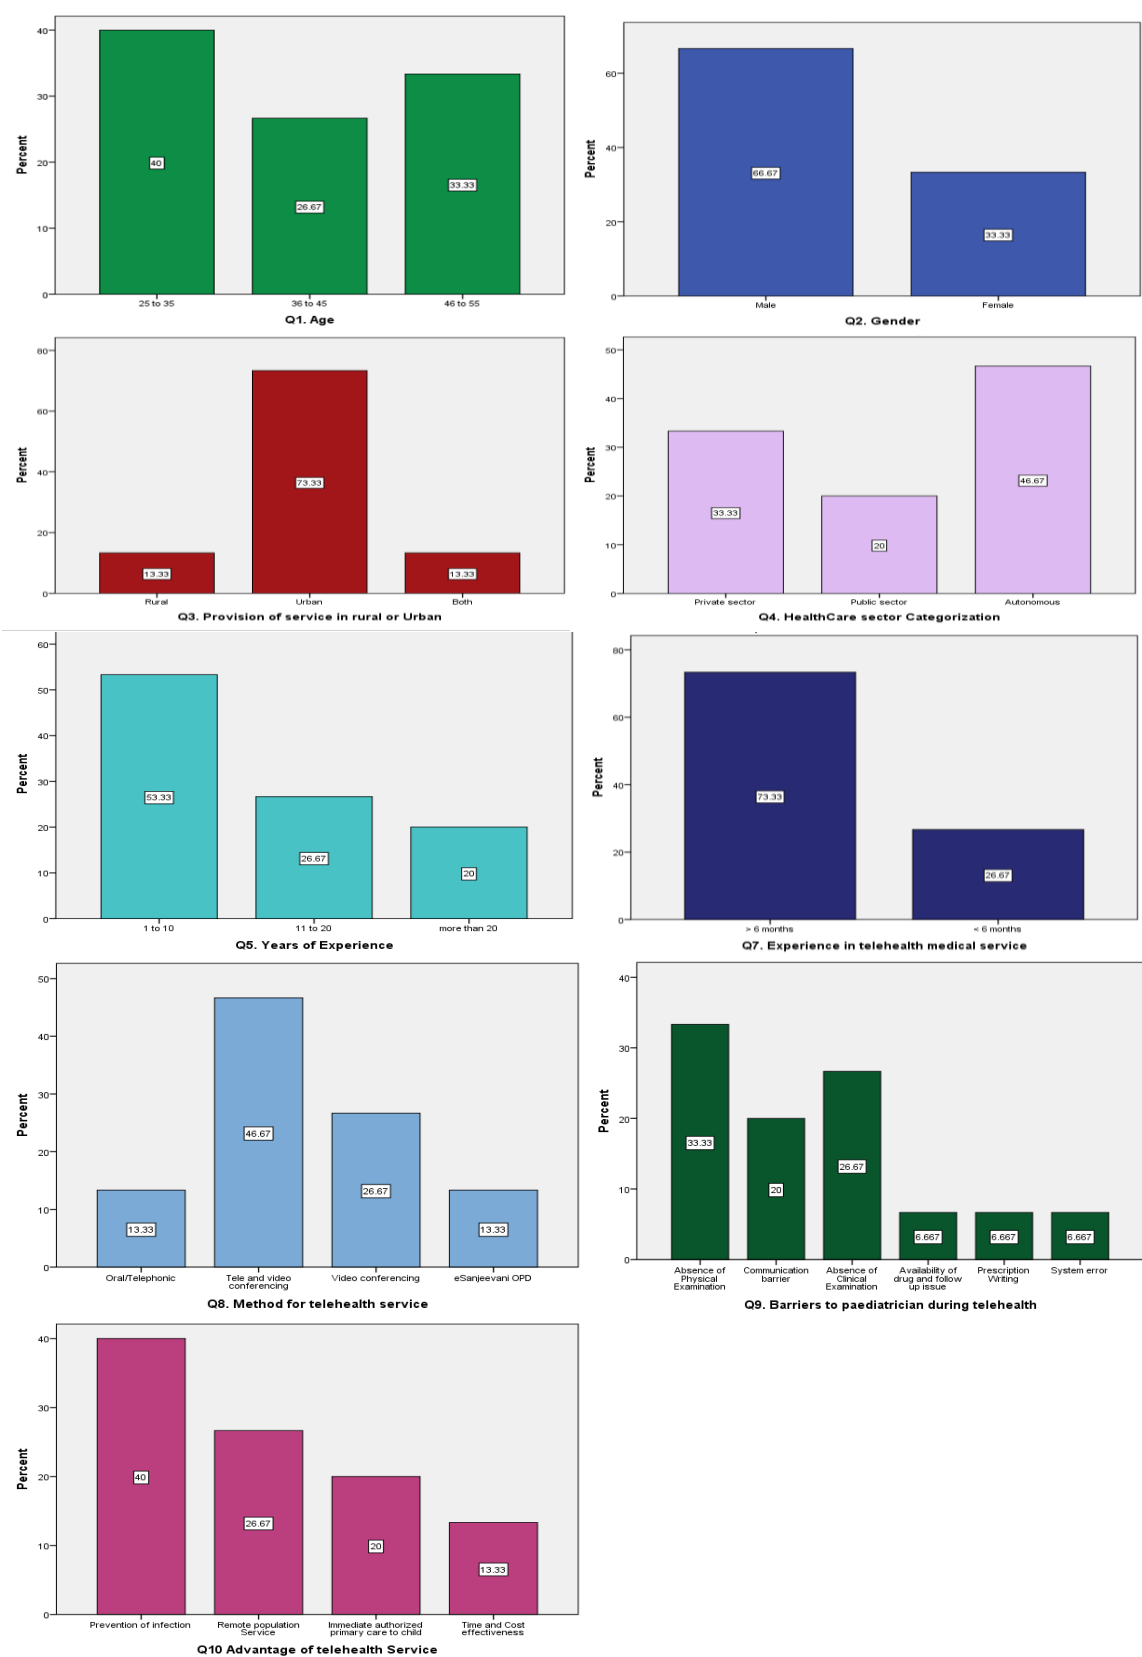 40
30
20
10
0
Percent
40
26.67
33.33
25 to 35
36 to 45
46 to 55
Q1. Age
60
40
20
0
Percent
66.67
33.33
Male
Female
Q2. Gender
80
60
40
20
0
Percent
13.33
73.33
13.33
Rural
Urban
Both
Q3. Provision of service in rural or Urban
50
40
30
20
10
0
Percent
33.33
20
46.67
Private sector
Public sector
Autonomous
Q4. HealthCare sector Categorization
60
50
40
30
20
10
0
Percent
53.33
26.67
20
1 to 10
11 to 20
more than 20
Q5. Years of Experience
80
60
40
20
0
Percent
73.33
26.67
> 6 months
< 6 months
Q7. Experience in telehealth medical service
50
40
30
20
10
0
Percent
13.33
46.67
26.67
13.33
Oral/Telephonic
Tele and video
conferencing
Video conferencing
eSanjeevani OPD
Q8. Method for telehealth service
40
30
20
10
0
Percent
33.33
20
26.67
6.667
6.667
6.667
Absence of
Physical
Examination
Communication
barrier
Absence of
Clinical
Examination
Availability of
drug and follow
up issue
Prescription
Writing
System error
Q9. Barriers to paediatrician during telehealth
40
30
20
10
0
Percent
40
26.67
20
13.33
Prevention of infection
Remote population
Service
Immediate authorized
primary care to child
Time and Cost
effectiveness
Q10 Advantage of telehealth Service